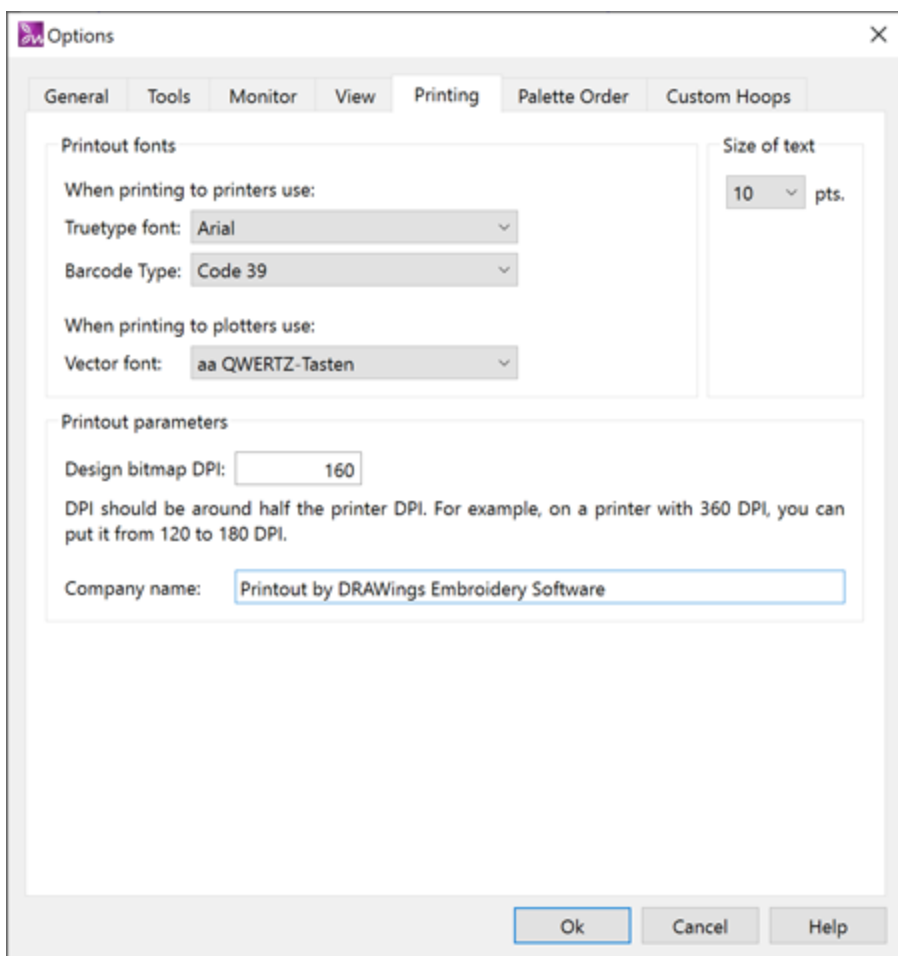 Options
General Tools Monitor View Printing Palette Order Custom Hoops
Printout fonts
When printing to printers use:
Truetype font: Arial
Barcode Type: Code 39
When printing to plotters use:
Vector font: aa QWERTZ-Tasten
Size of text
10 pts.
Printout parameters
Design bitmap DPI: 160
DPI should be around half the printer DPI. For example, on a printer with 360 DPI, you can
put it from 120 to 180 DPI.
Company name: Printout by DRAWings Embroidery Software
Ok Cancel Help